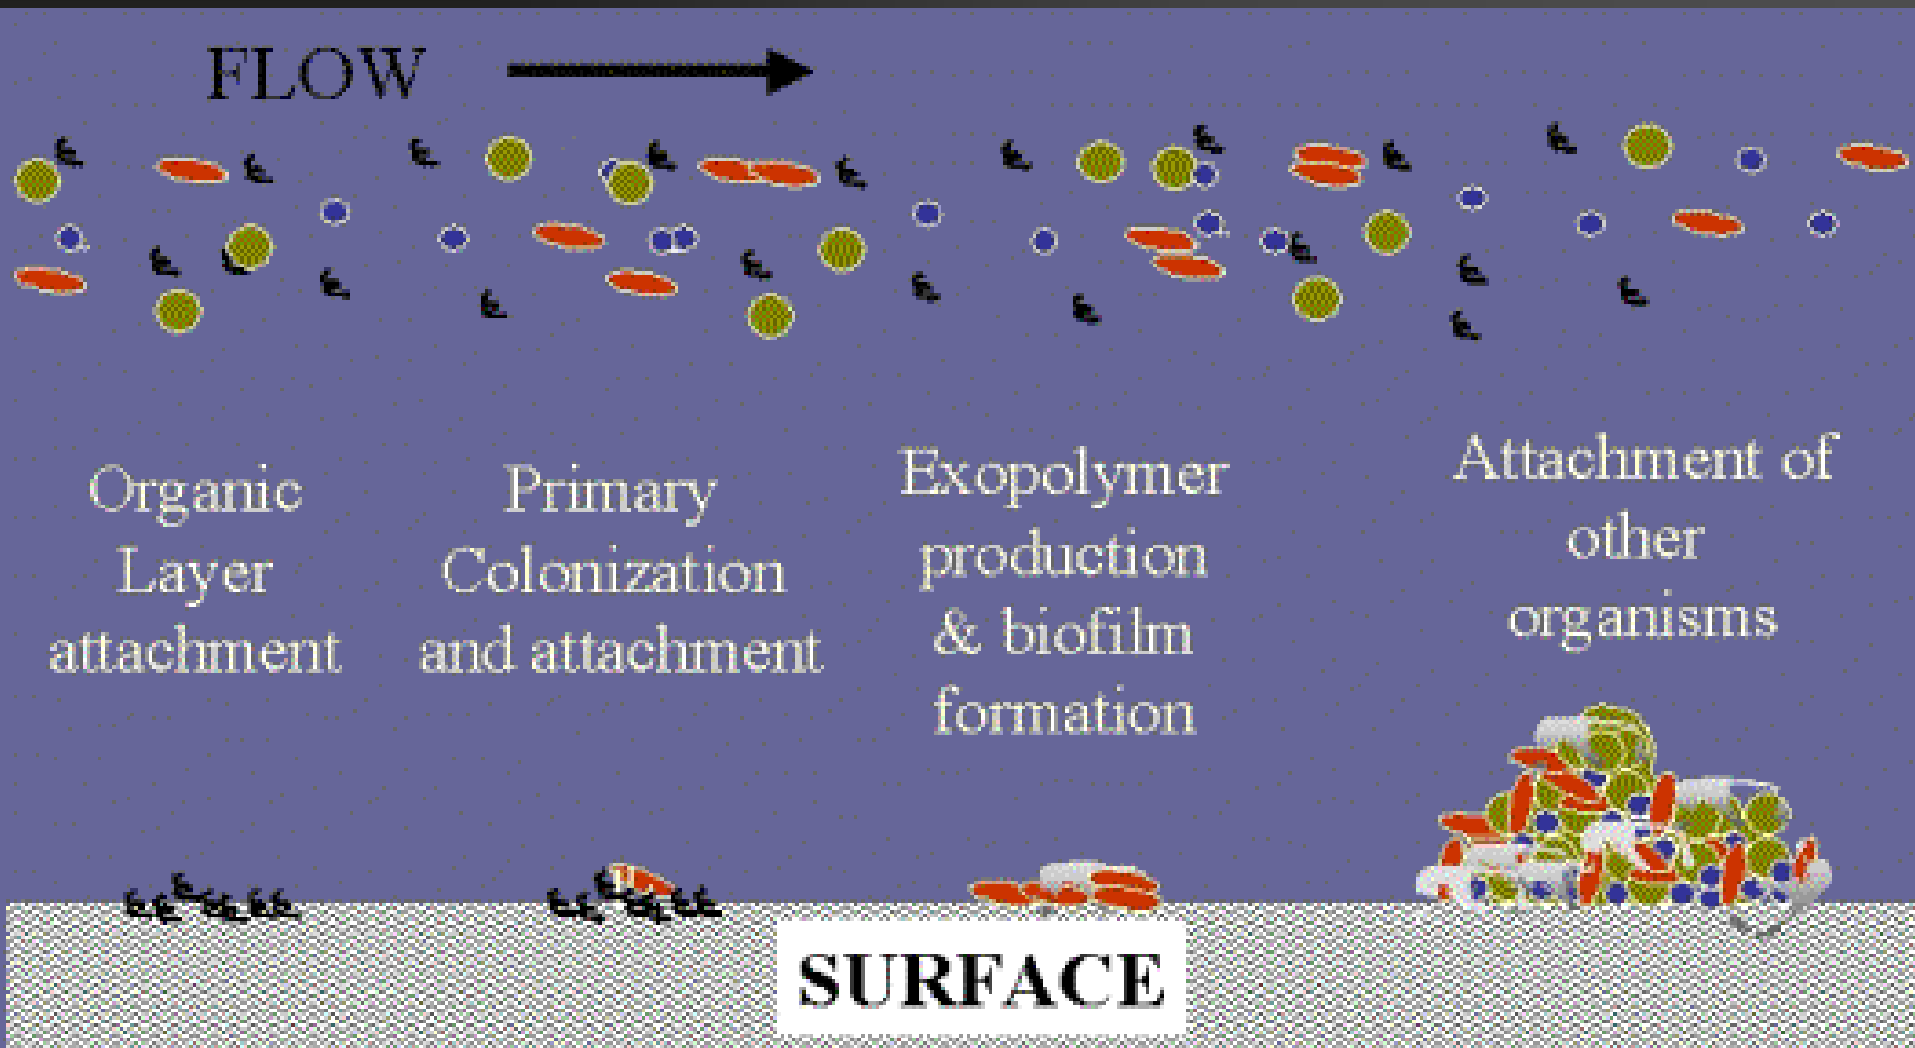 FLOW
Organic
Layer
attachment
Primary
Colonization
and attachment
Exopolymer
production
& biofilm
formation
Attachment of
other
organisms
SURFACE